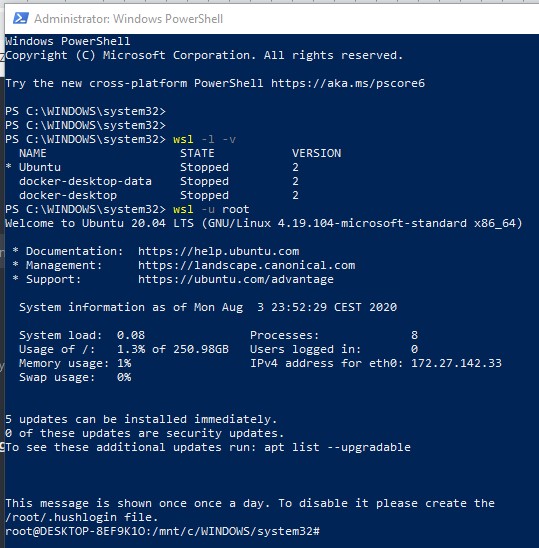 Administrator: Windows PowerShell
Windows PowerShell
Copyright (C) Microsoft Corporation. All rights reserved.
Try the new cross-platform PowerShell https://aka.ms/pscore6
PS C:\WINDOWS\system32>
PS C:\WINDOWS\system32>
PS C:\WINDOWS\system32> wsl -l -v
  NAME                   STATE           VERSION
* Ubuntu                 Stopped         2
  docker-desktop-data    Stopped         2
  docker-desktop         Stopped         2
PS C:\WINDOWS\system32> wsl -u root
Welcome to Ubuntu 20.04 LTS (GNU/Linux 4.19.104-microsoft-standard x86_64)
 * Documentation:  https://help.ubuntu.com
 * Management:     https://landscape.canonical.com
 * Support:        https://ubuntu.com/advantage
  System information as of Mon Aug  3 23:52:29 CEST 2020
  System load:  0.08               Processes:             8
  Usage of /:   1.3% of 250.98GB   Users logged in:       0
  Memory usage: 1%                 IPv4 address for eth0: 172.27.142.33
  Swap usage:   0%
5 updates can be installed immediately.
0 of these updates are security updates.
To see these additional updates run: apt list --upgradable
This message is shown once once a day. To disable it please create the
/root/.hushlogin file.
root@DESKTOP-8EF9K1O:/mnt/c/WINDOWS/system32#